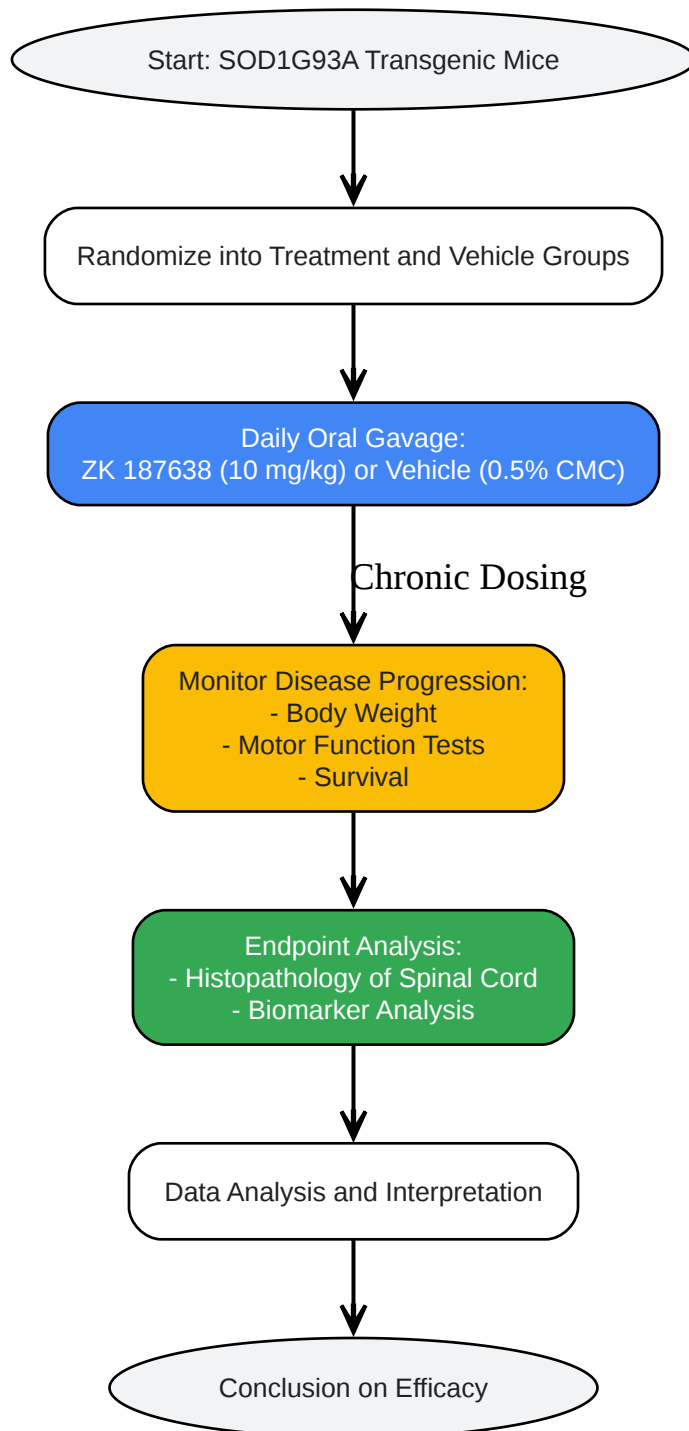 Start: SOD1G93A Transgenic Mice
Randomize into Treatment and Vehicle Groups
Daily Oral Gavage:
ZK 187638 (10 mg/kg) or Vehicle (0.5% CMC)
Chronic Dosing
Monitor Disease Progression:
- Body Weight
- Motor Function Tests
- Survival
Endpoint Analysis:
- Histopathology of Spinal Cord
- Biomarker Analysis
Data Analysis and Interpretation
Conclusion on Efficacy